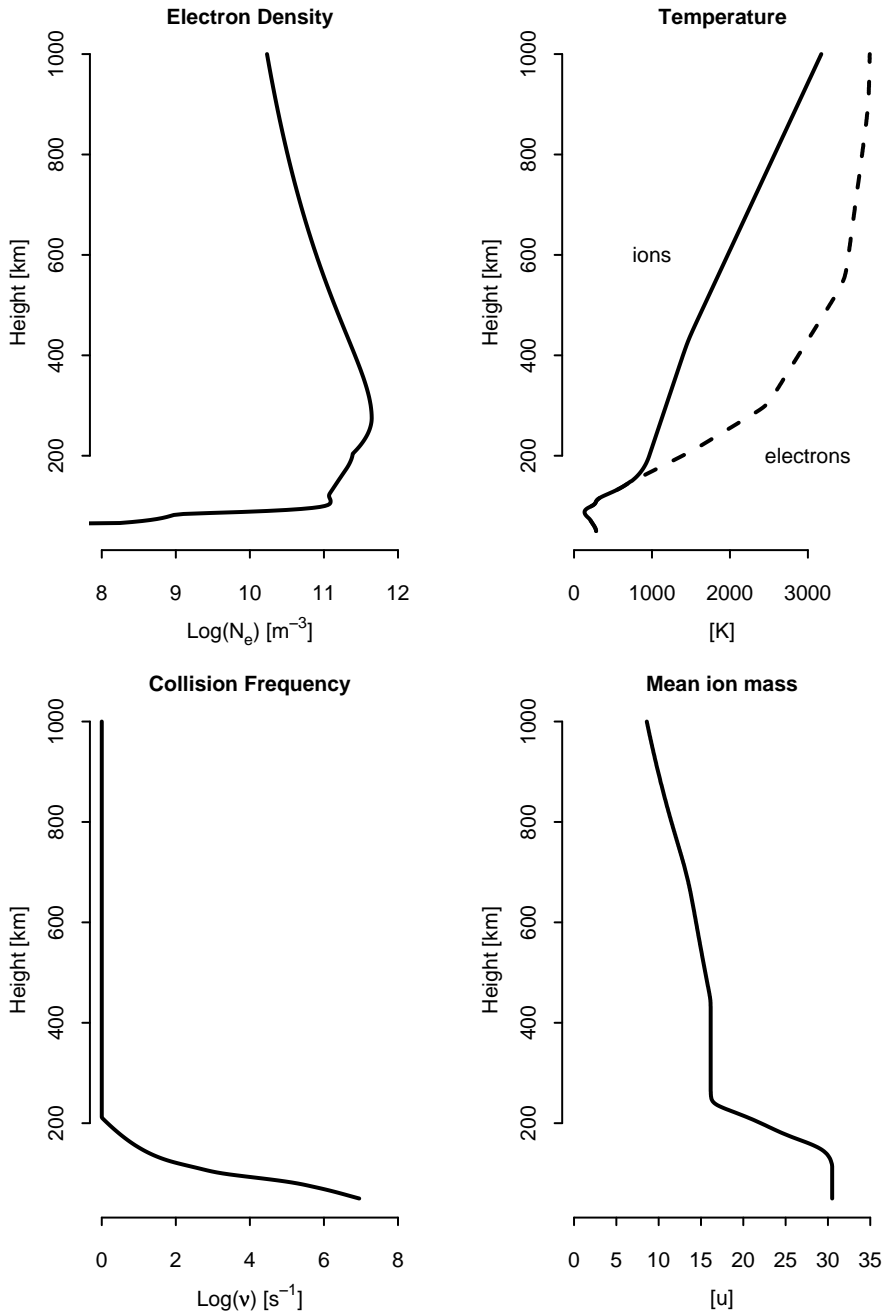 Electron Density
Height [km]
1000
800
600
400
200
8 9 10 11 12
Log(Nₑ) [m⁻³]
Temperature
Height [km]
1000
800
600
400
200
ions
electrons
0 1000 2000 3000
[K]
Collision Frequency
Height [km]
1000
800
600
400
200
0 2 4 6 8
Log(ν) [s⁻¹]
Mean ion mass
Height [km]
1000
800
600
400
200
0 5 10 15 20 25 30 35
[u]